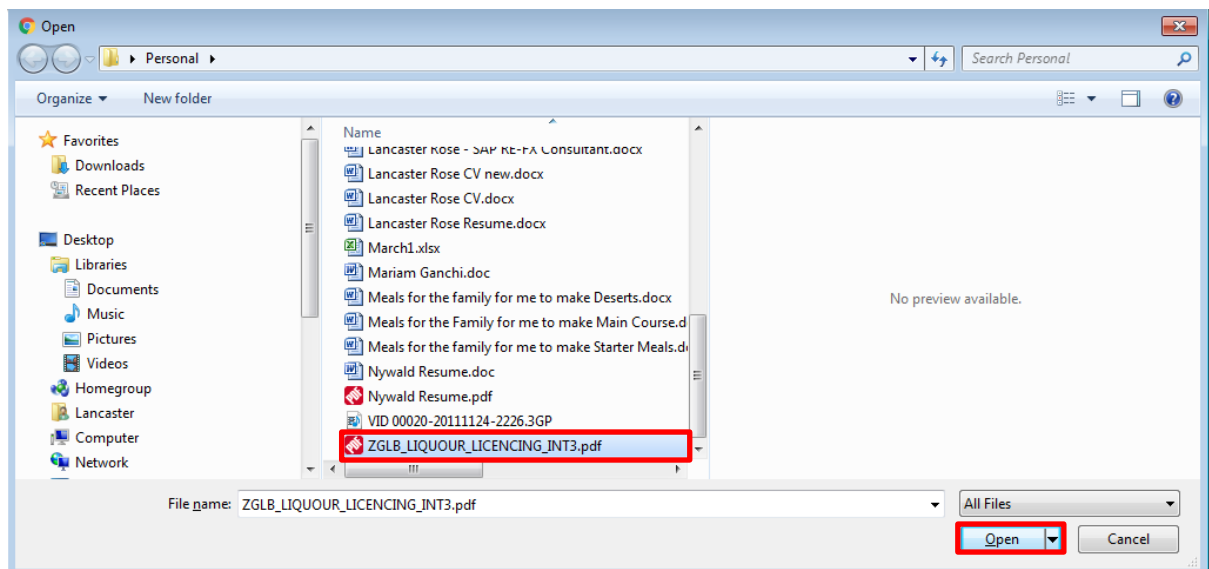 Open
Personal
Search Personal
Organize
New folder
Favorites
Downloads
Recent Places
Desktop
Libraries
Documents
Music
Pictures
Videos
Homegroup
Lancaster
Computer
Network
Name
Lancaster Rose - SAP RE-FX Consultant.docx
Lancaster Rose CV new.docx
Lancaster Rose CV.docx
Lancaster Rose Resume.docx
March1.xlsx
Mariam Ganchi.doc
Meals for the family for me to make Deserts.docx
Meals for the Family for me to make Main Course.d
Meals for the family for me to make Starter Meals.d
Nywald Resume.doc
Nywald Resume.pdf
VID 00020-20111124-2226.3GP
ZGLB_LIQUOUR_LICENCING_INT3.pdf
No preview available.
File name: ZGLB_LIQUOUR_LICENCING_INT3.pdf
All Files
Open
Cancel